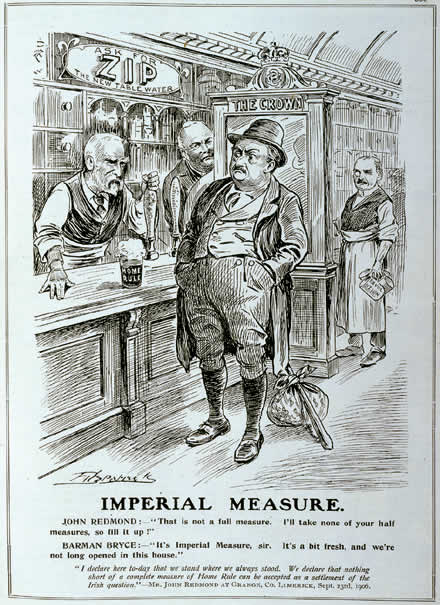 ASK FOR
ZIP
THE NEW TABLE WATER
THE CROWN
HOME
RULE
Fitzpatrick
IMPERIAL MEASURE.
JOHN REDMOND:—"That is not a full measure. I'll take none of your half
measures, so fill it up!"
BARMAN BRYCE:—"It's Imperial Measure, sir. It's a bit fresh, and we're
not long opened in this house."
"I declare here to-day that we stand where we always stood. We declare that nothing
short of a complete measure of Home Rule can be accepted as a settlement of the
Irish question."—MR. JOHN REDMOND AT GRANGE, CO. LIMERICK, Sept. 23rd, 1906.